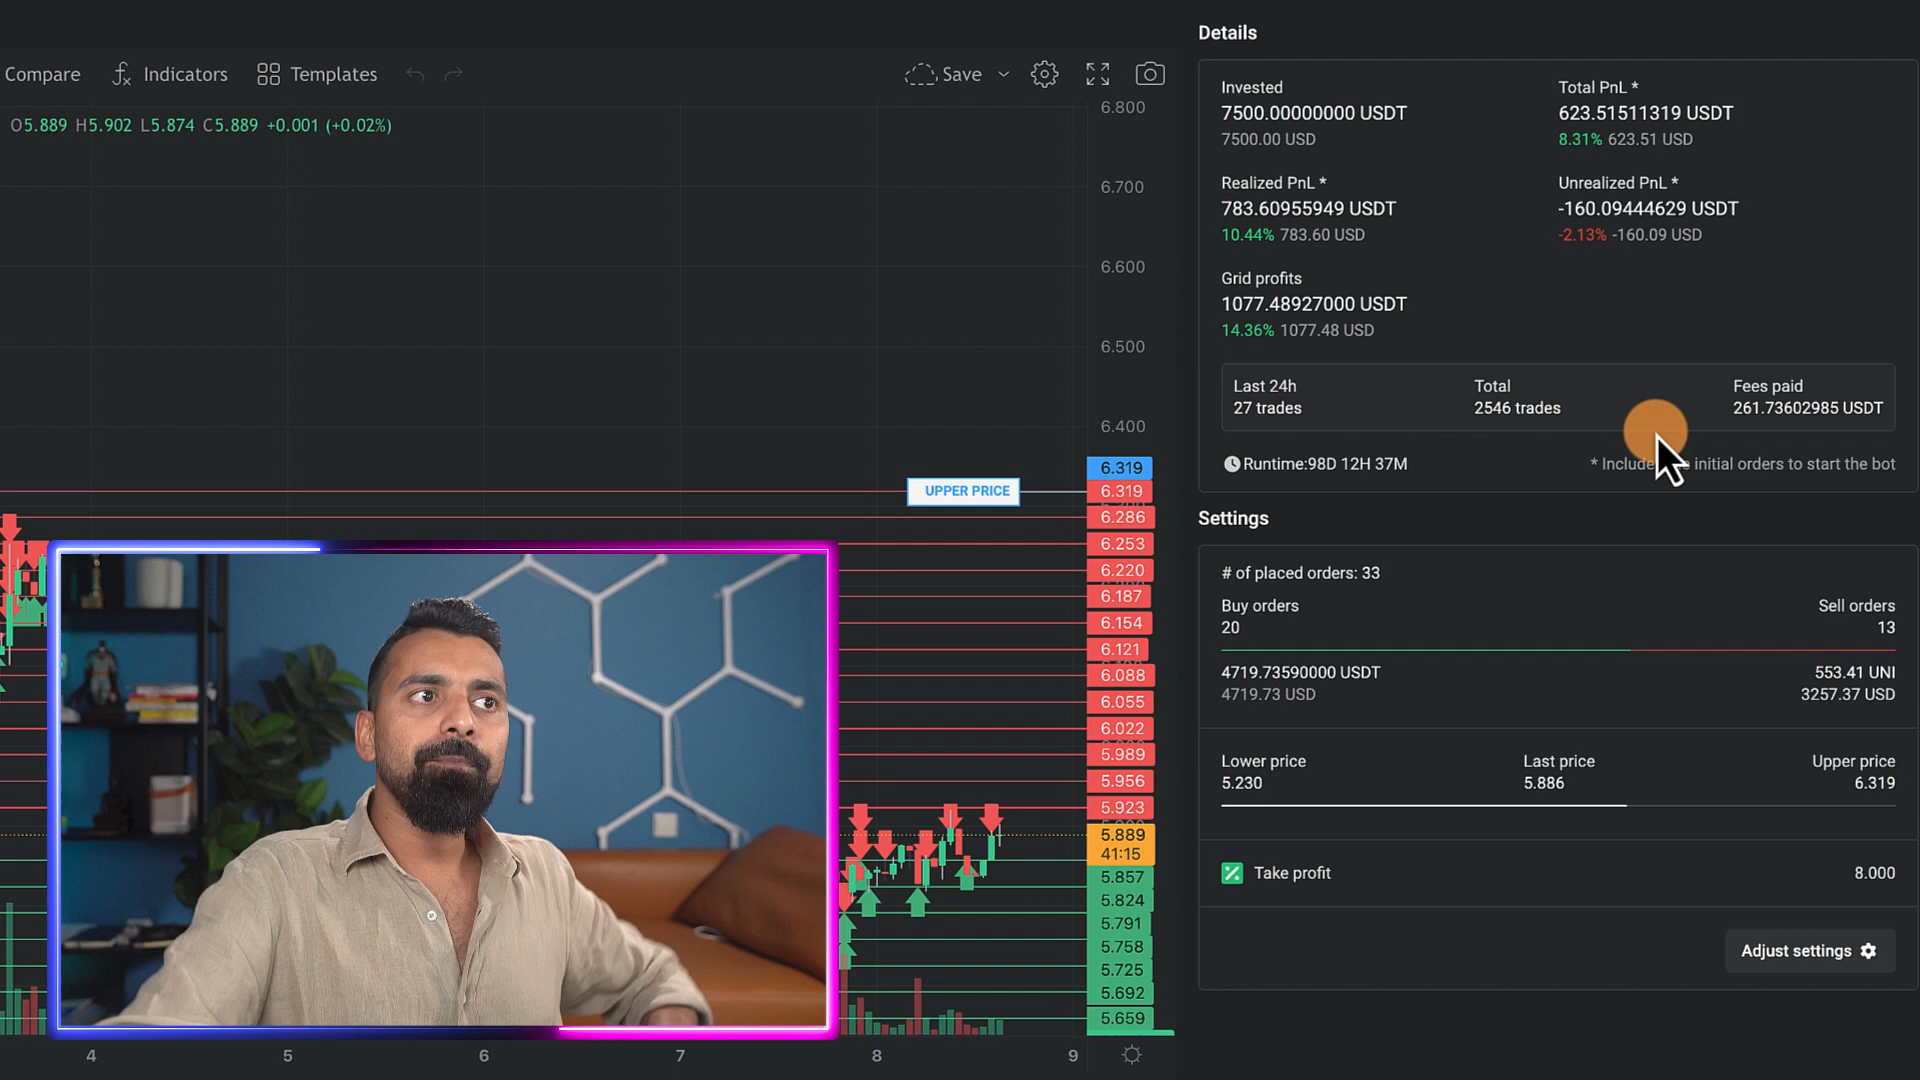 Compare
Indicators
Templates
Save
O5.889 H5.902 L5.874 C5.889 +0.001 (+0.02%)
6.800
6.700
6.600
6.500
6.400
6.319
UPPER PRICE
6.319
6.286
6.253
6.220
6.187
6.154
6.121
6.088
6.055
6.022
5.989
5.956
5.923
5.889
41:15
5.857
5.824
5.791
5.758
5.725
5.692
5.659
4 5 6 7 8 9
Details
Invested
7500.00000000 USDT
7500.00 USD
Total PnL *
623.51511319 USDT
8.31% 623.51 USD
Realized PnL *
783.60955949 USDT
10.44% 783.60 USD
Unrealized PnL *
-160.09444629 USDT
-2.13% -160.09 USD
Grid profits
1077.48927000 USDT
14.36% 1077.48 USD
Last 24h
27 trades
Total
2546 trades
Fees paid
261.73602985 USDT
Runtime:98D 12H 37M
* Include initial orders to start the bot
Settings
# of placed orders: 33
Buy orders
20
Sell orders
13
4719.73590000 USDT
4719.73 USD
553.41 UNI
3257.37 USD
Lower price
5.230
Last price
5.886
Upper price
6.319
Take profit
8.000
Adjust settings